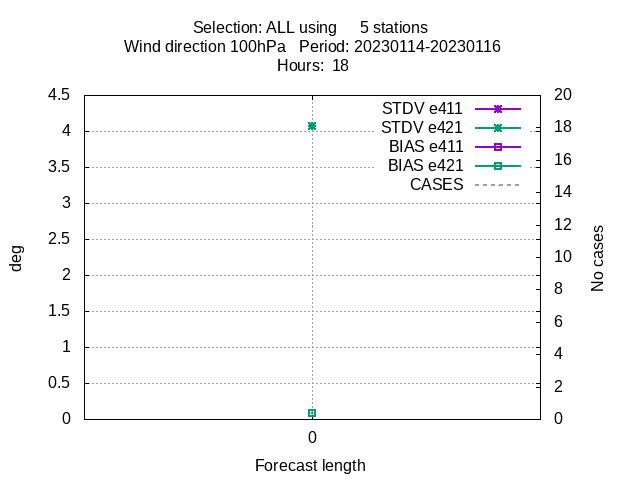 Selection: ALL using     5 stations
Wind direction 100hPa   Period: 20230114-20230116
Hours:  18
4.5
4
3.5
3
2.5
2
1.5
1
0.5
0
deg
STDV e411
STDV e421
BIAS e411
BIAS e421
CASES
20
18
16
14
12
10
8
6
4
2
0
No cases
0
Forecast length